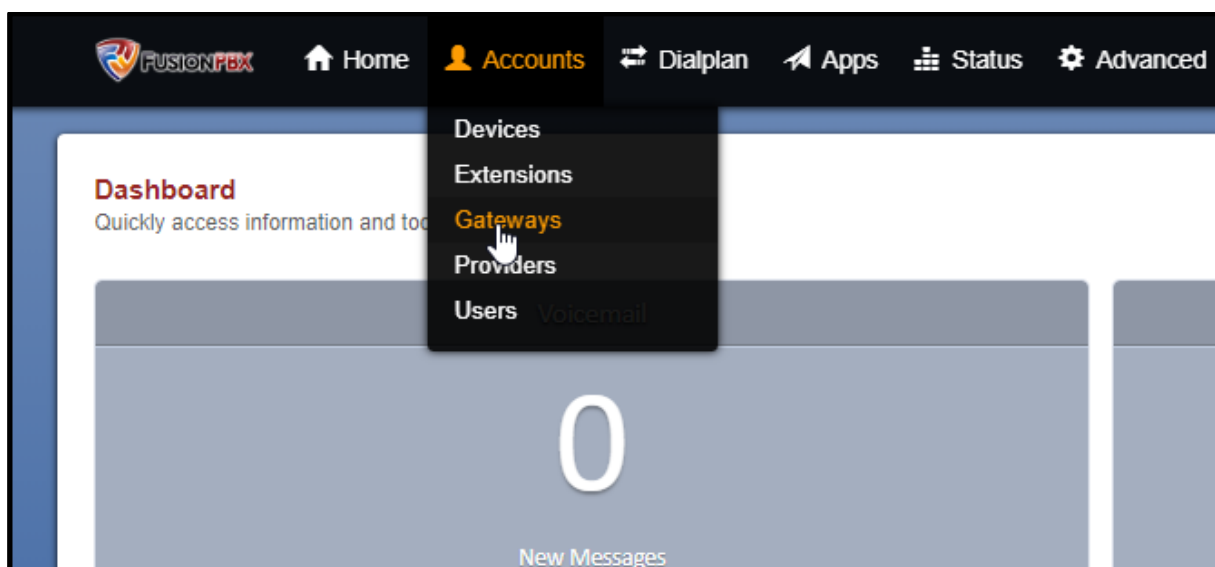 FUSIONPBX Home Accounts Dialplan Apps Status Advanced
Devices
Extensions
Gateways
Providers
Users
Dashboard
Quickly access information and
Voicemail
0
New Messages